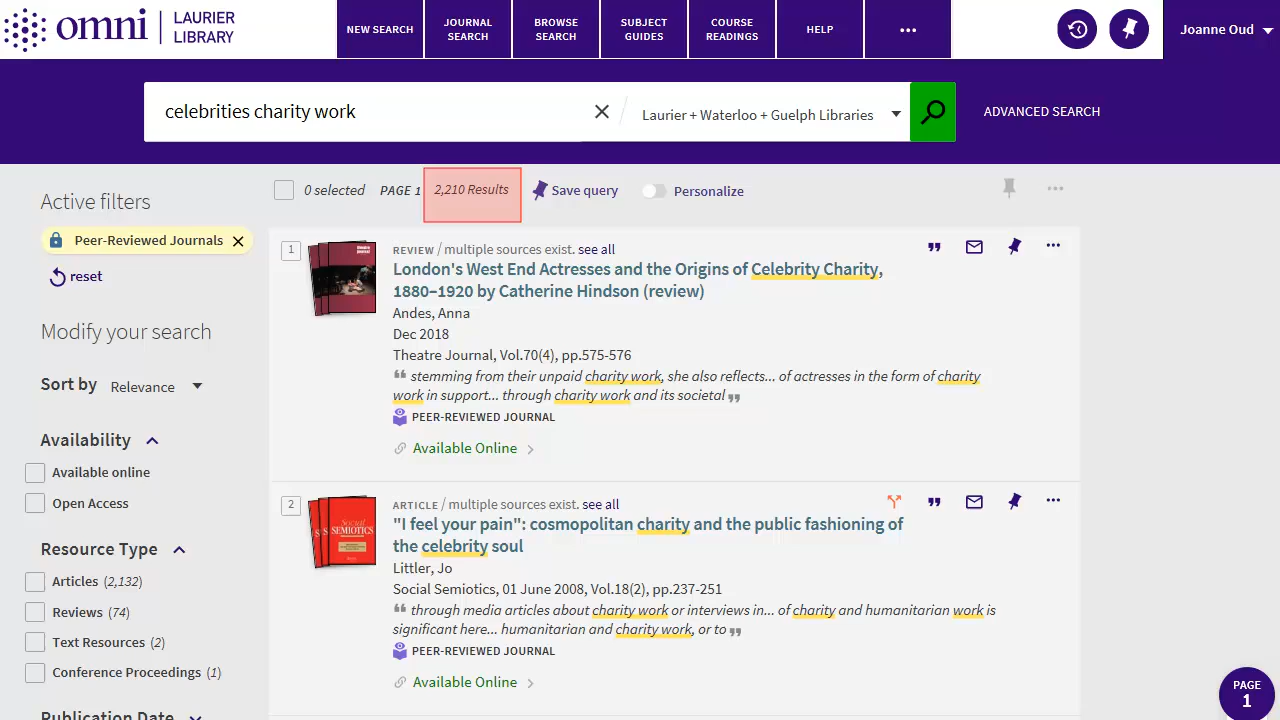 omni LAURIER LIBRARY
NEW SEARCH
JOURNAL SEARCH
BROWSE SEARCH
SUBJECT GUIDES
COURSE READINGS
HELP
Joanne Oud
celebrities charity work
Laurier + Waterloo + Guelph Libraries
ADVANCED SEARCH
0 selected PAGE 1 2,210 Results Save query Personalize
Active filters
Peer-Reviewed Journals
reset
Modify your search
Sort by Relevance
Availability
Available online
Open Access
Resource Type
Articles (2,132)
Reviews (74)
Text Resources (2)
Conference Proceedings (1)
Publication Date
1
REVIEW / multiple sources exist. see all
London's West End Actresses and the Origins of Celebrity Charity,
1880–1920 by Catherine Hindson (review)
Andes, Anna
Dec 2018
Theatre Journal, Vol.70(4), pp.575-576
❝ stemming from their unpaid charity work, she also reflects... of actresses in the form of charity
work in support... through charity work and its societal ❞
PEER-REVIEWED JOURNAL
Available Online
2
ARTICLE / multiple sources exist. see all
"I feel your pain": cosmopolitan charity and the public fashioning of
the celebrity soul
Littler, Jo
Social Semiotics, 01 June 2008, Vol.18(2), pp.237-251
❝ through media articles about charity work or interviews in... of charity and humanitarian work is
significant here... humanitarian and charity work, or to ❞
PEER-REVIEWED JOURNAL
Available Online
PAGE
1